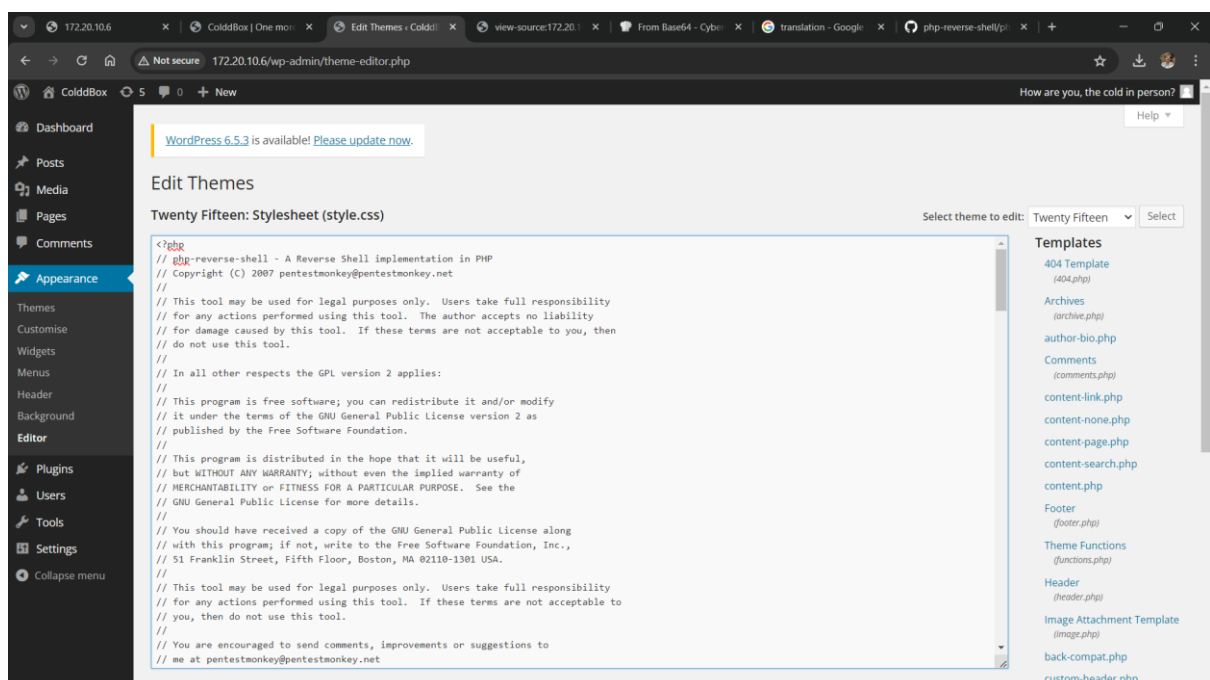 172.20.10.6
ColddBox | One mor
Edit Themes ‹ Coldd
view-source:172.20.1
From Base64 - Cyber
translation - Google
php-reverse-shell/ph
Not secure 172.20.10.6/wp-admin/theme-editor.php
ColddBox 5 0 + New
How are you, the cold in person?
Help
Dashboard
Posts
Media
Pages
Comments
Appearance
Themes
Customise
Widgets
Menus
Header
Background
Editor
Plugins
Users
Tools
Settings
Collapse menu
WordPress 6.5.3 is available! Please update now.
Edit Themes
Twenty Fifteen: Stylesheet (style.css)
Select theme to edit: Twenty Fifteen Select
<?php
// php-reverse-shell - A Reverse Shell implementation in PHP
// Copyright (C) 2007 pentestmonkey@pentestmonkey.net
//
// This tool may be used for legal purposes only.  Users take full responsibility
// for any actions performed using this tool.  The author accepts no liability
// for damage caused by this tool.  If these terms are not acceptable to you, then
// do not use this tool.
//
// In all other respects the GPL version 2 applies:
//
// This program is free software; you can redistribute it and/or modify
// it under the terms of the GNU General Public License version 2 as
// published by the Free Software Foundation.
//
// This program is distributed in the hope that it will be useful,
// but WITHOUT ANY WARRANTY; without even the implied warranty of
// MERCHANTABILITY or FITNESS FOR A PARTICULAR PURPOSE.  See the
// GNU General Public License for more details.
//
// You should have received a copy of the GNU General Public License along
// with this program; if not, write to the Free Software Foundation, Inc.,
// 51 Franklin Street, Fifth Floor, Boston, MA 02110-1301 USA.
//
// This tool may be used for legal purposes only.  Users take full responsibility
// for any actions performed using this tool.  If these terms are not acceptable to
// you, then do not use this tool.
//
// You are encouraged to send comments, improvements or suggestions to
// me at pentestmonkey@pentestmonkey.net
Templates
404 Template
(404.php)
Archives
(archive.php)
author-bio.php
Comments
(comments.php)
content-link.php
content-none.php
content-page.php
content-search.php
content.php
Footer
(footer.php)
Theme Functions
(functions.php)
Header
(header.php)
Image Attachment Template
(image.php)
back-compat.php
custom-header.php